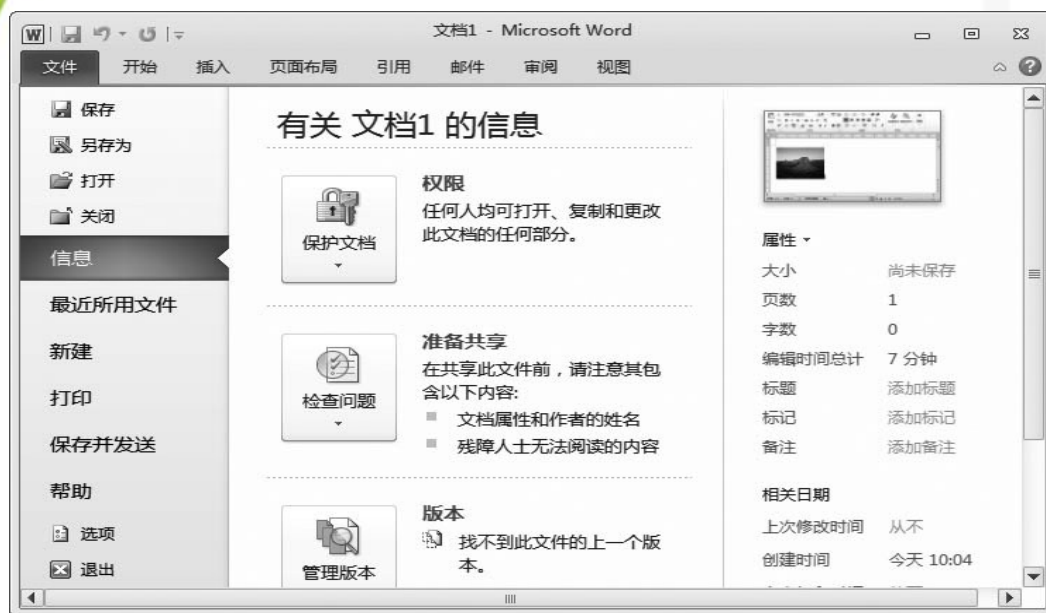 文档1 - Microsoft Word
文件 开始 插入 页面布局 引用 邮件 审阅 视图
保存
另存为
打开
关闭
信息
最近所用文件
新建
打印
保存并发送
帮助
选项
退出
有关 文档1 的信息
保护文档
权限
任何人均可打开、复制和更改
此文档的任何部分。
检查问题
准备共享
在共享此文件前，请注意其包
含以下内容:
文档属性和作者的姓名
残障人士无法阅读的内容
管理版本
版本
找不到此文件的上一个版
本。
属性
大小 尚未保存
页数 1
字数 0
编辑时间总计 7 分钟
标题 添加标题
标记 添加标记
备注 添加备注
相关日期
上次修改时间 从不
创建时间 今天 10:04